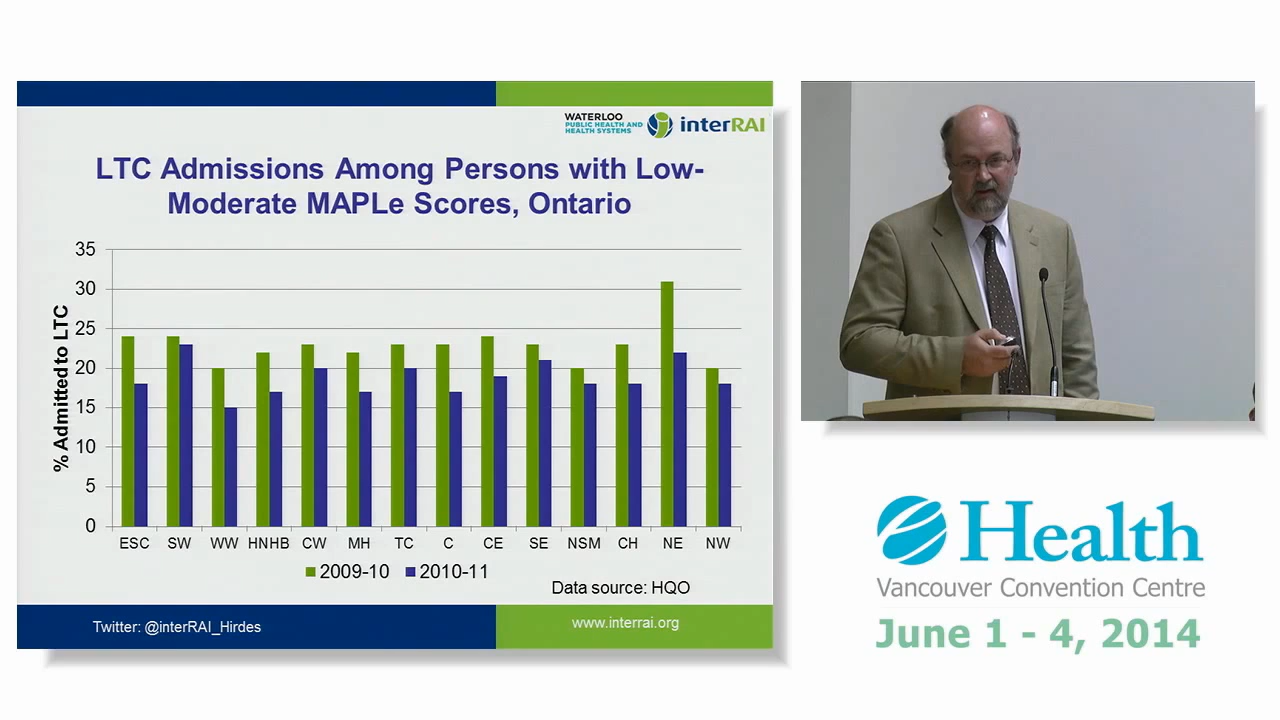 WATERLOO
PUBLIC HEALTH AND
HEALTH SYSTEMS
interRAI
LTC Admissions Among Persons with Low-
Moderate MAPLe Scores, Ontario
% Admitted to LTC
35
30
25
20
15
10
5
0
ESC SW WW HNHB CW MH TC C CE SE NSM CH NE NW
2009-10 2010-11
Data source: HQO
Twitter: @interRAI_Hirdes
www.interrai.org
eHealth
Vancouver Convention Centre
June 1 - 4, 2014